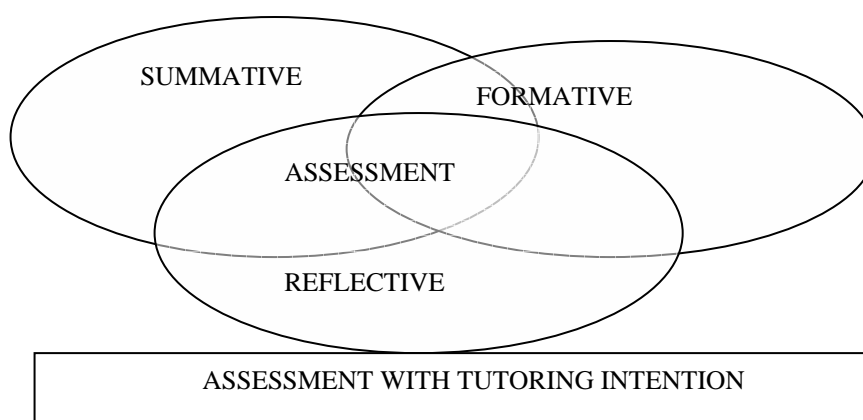 SUMMATIVE
FORMATIVE
ASSESSMENT
REFLECTIVE
ASSESSMENT WITH TUTORING INTENTION